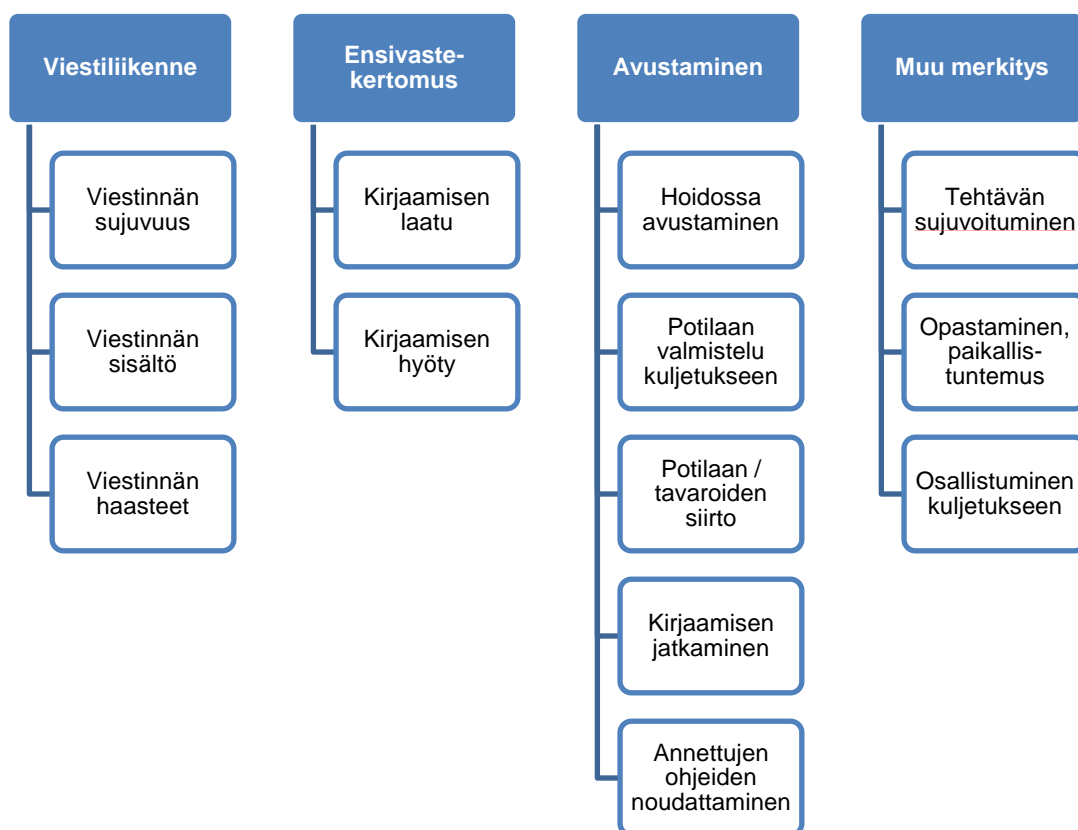 Viestiliikenne
Viestinnän
sujuvuus
Viestinnän
sisältö
Viestinnän
haasteet
Ensivaste-
kertomus
Kirjaamisen
laatu
Kirjaamisen
hyöty
Avustaminen
Hoidossa
avustaminen
Potilaan
valmistelu
kuljetukseen
Potilaan /
tavaroiden
siirto
Kirjaamisen
jatkaminen
Annettujen
ohjeiden
noudattaminen
Muu merkitys
Tehtävän
sujuvoituminen
Opastaminen,
paikallis-
tuntemus
Osallistuminen
kuljetukseen